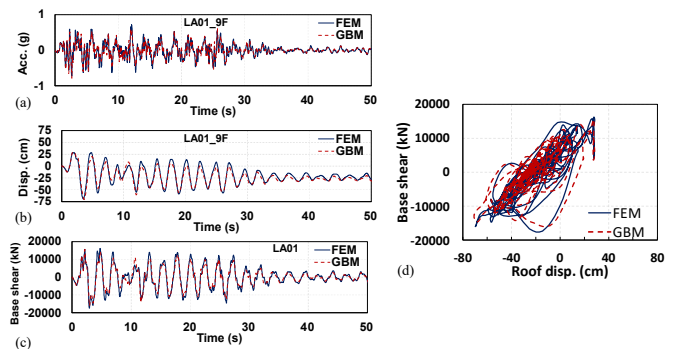 LA01_9F
FEM
GBM
Acc. (g)
1
0
-1
0 10 20 30 40 50
Time (s)
(a)
LA01_9F
FEM
GBM
Disp. (cm)
75
50
25
0
-25
-50
-75
0 10 20 30 40 50
Time (s)
(b)
LA01
FEM
GBM
Base shear (kN)
20000
10000
0
-10000
-20000
0 10 20 30 40 50
Time (s)
(c)
Base shear (kN)
20000
10000
0
-10000
-20000
FEM
GBM
-80 -40 0 40 80
Roof disp. (cm)
(d)